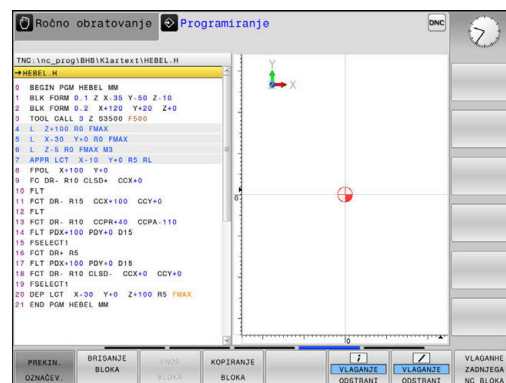 Ročno obratovanje
Programiranje
DNC
TNC:\nc_prog\BHB\Klartext\HEBEL.H
→HEBEL.H
0 BEGIN PGM HEBEL MM
1 BLK FORM 0.1 Z X-35 Y-50 Z-10
2 BLK FORM 0.2 X+120 Y+20 Z+0
3 TOOL CALL 3 Z S3500 F500
4 L Z+100 R0 FMAX
5 L X-30 Y+0 R0 FMAX
6 L Z-5 R0 FMAX M3
7 APPR LCT X-10 Y+0 R5 RL
8 FPOL X+100 Y+0
9 FC DR- R10 CLSD+ CCX+0
10 FLT
11 FCT DR- R15 CCX+100 CCY+0
12 FLT
13 FCT DR- R10 CCPR+40 CCPA-110
14 FLT PDX+100 PDY+0 D15
15 FSELECT1
16 FCT DR+ R5
17 FLT PDX+100 PDY+0 D15
18 FCT DR- R10 CLSD- CCX+0 CCY+0
19 FSELECT1
20 DEP LCT X-30 Y+0 Z+100 R5 FMAX
21 END PGM HEBEL MM
Y
X
0
0
PREKIN.
OZNAČEV.
BRISANJE
BLOKA
VNOS
BLOKA
KOPIRANJE
BLOKA
VLAGANJE
ODSTRANI
VLAGANJE
ODSTRANI
VLAGANHE
ZADNJEGA
NC BLOKA